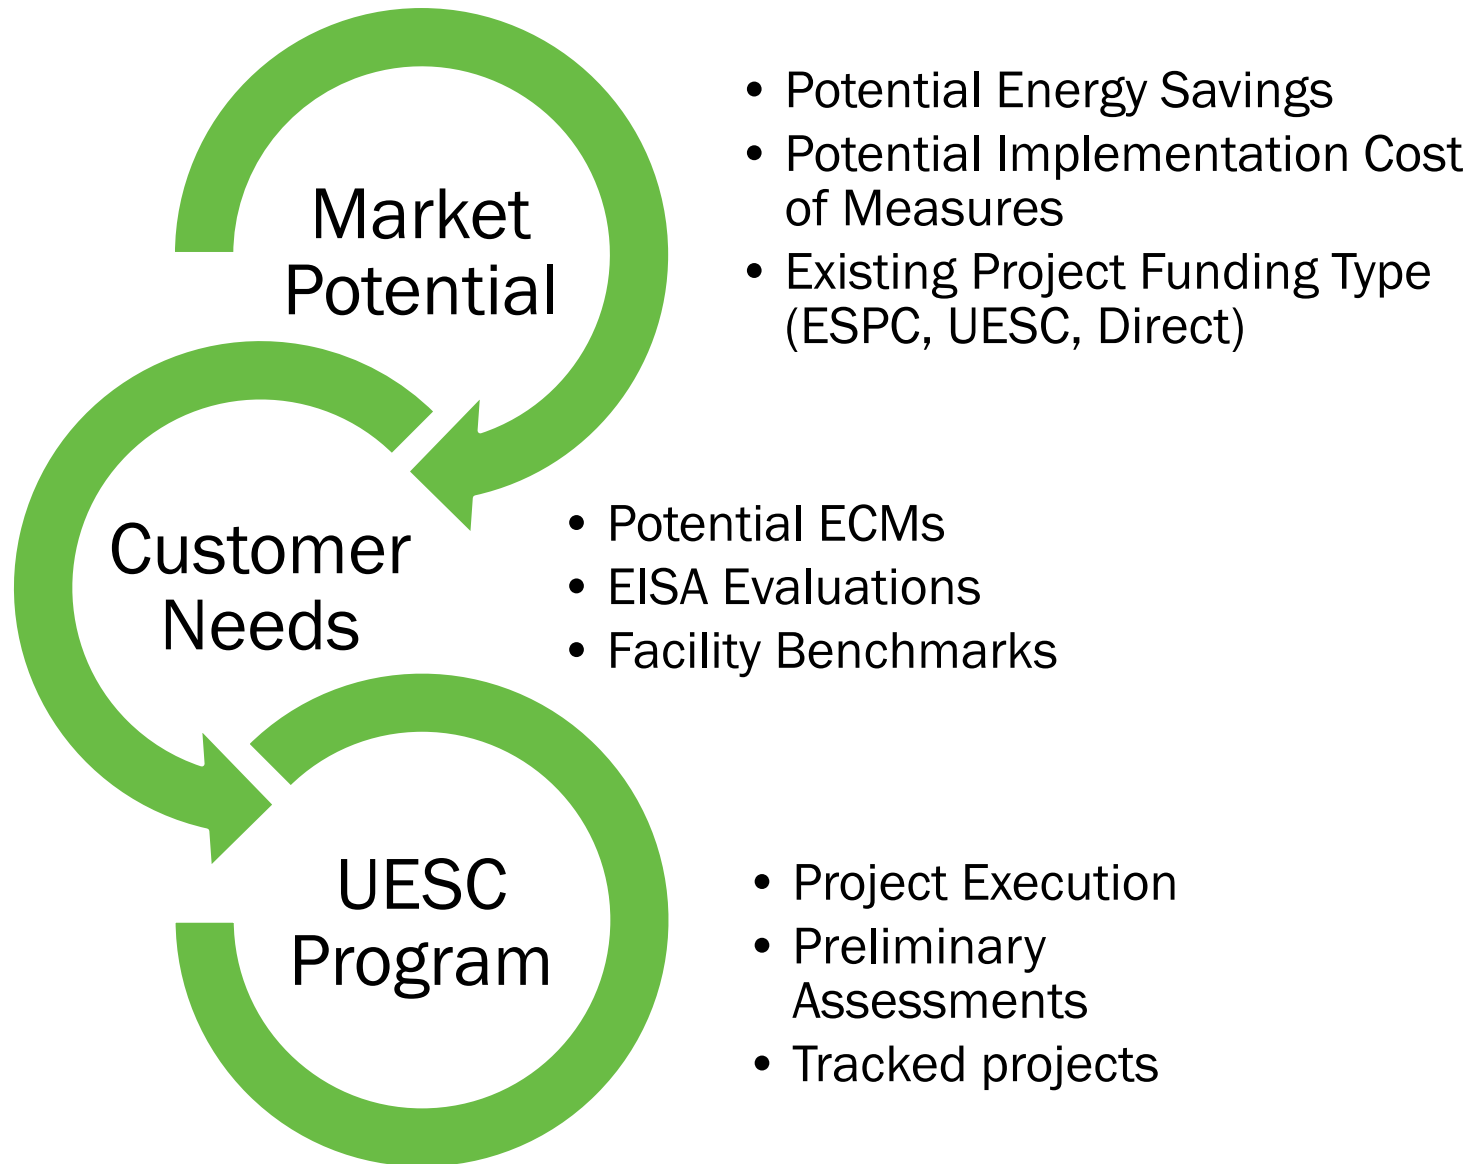 Market
Potential
• Potential Energy Savings
• Potential Implementation Cost
of Measures
• Existing Project Funding Type
(ESPC, UESC, Direct)
Customer
Needs
• Potential ECMs
• EISA Evaluations
• Facility Benchmarks
UESC
Program
• Project Execution
• Preliminary
Assessments
• Tracked projects